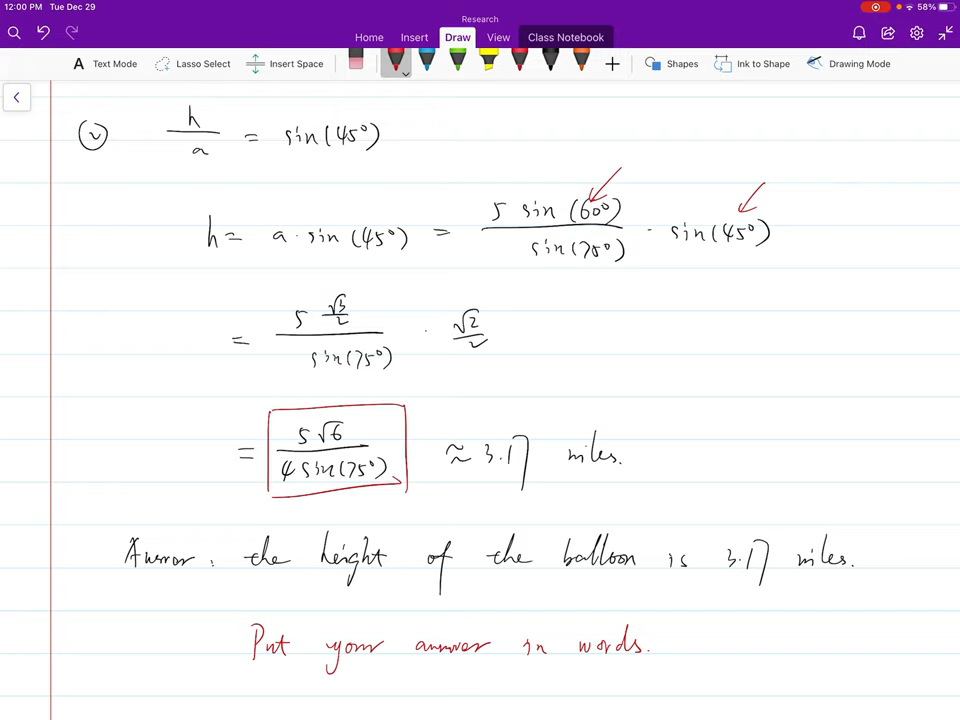 12:00 PM Tue Dec 29 58%
Research
Home Insert Draw View Class Notebook
A Text Mode Lasso Select Insert Space + Shapes Ink to Shape Drawing Mode
h/a = sin(45°)
h = a · sin(45°) = 5 sin(60°)/sin(75°) · sin(45°)
= 5 √3/2 / sin(75°) · √2/2
= 5√6/4 sin(75°) ≈ 3.17 miles.
Answer: the height of the balloon is 3.17 miles.
Put your answer in words.